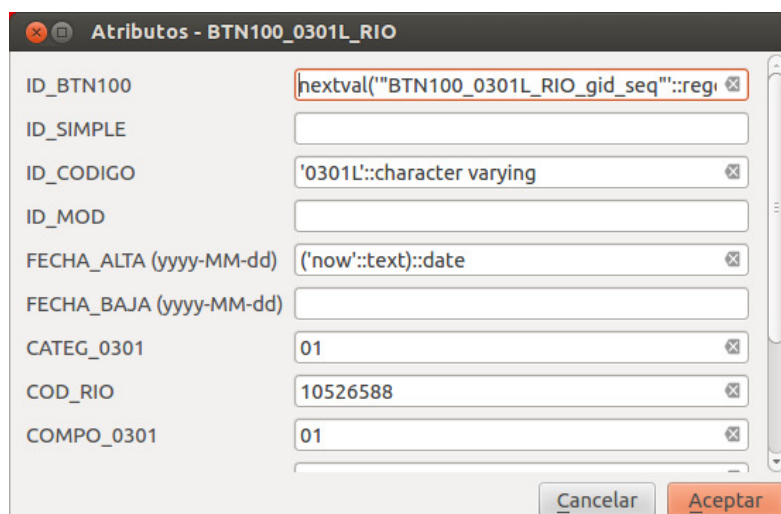 Atributos - BTN100_0301L_RIO
ID_BTN100 nextval('"BTN100_0301L_RIO_gid_seq"'::reg
ID_SIMPLE
ID_CODIGO '0301L'::character varying
ID_MOD
FECHA_ALTA (yyyy-MM-dd) ('now'::text)::date
FECHA_BAJA (yyyy-MM-dd)
CATEG_0301 01
COD_RIO 10526588
COMPO_0301 01
Cancelar Aceptar